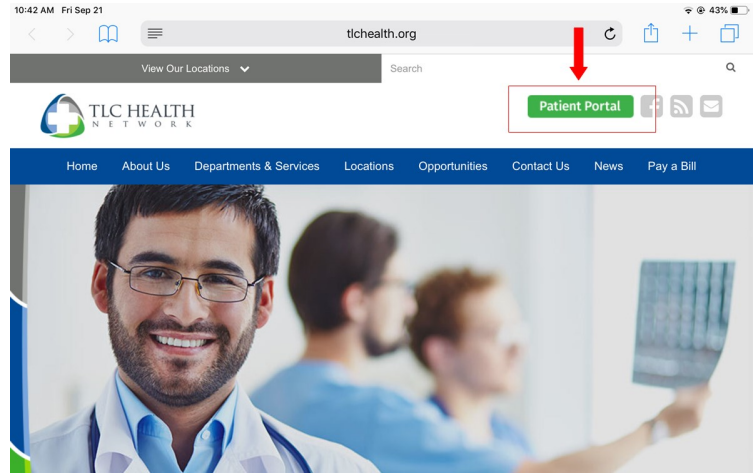 10:42 AM Fri Sep 21
43%
tlchealth.org
View Our Locations
Search
TLC HEALTH
NETWORK
Patient Portal
Home About Us Departments & Services Locations Opportunities Contact Us News Pay a Bill